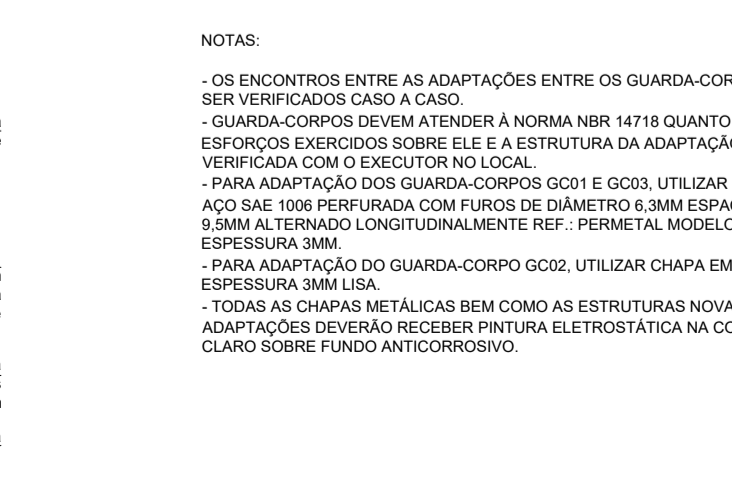 NOTAS:
- OS ENCONTROS ENTRE AS ADAPTAÇÕES ENTRE OS GUARDA-COR
SER VERIFICADOS CASO A CASO.
- GUARDA-CORPOS DEVEM ATENDER À NORMA NBR 14718 QUANTO
ESFORÇOS EXERCIDOS SOBRE ELE E A ESTRUTURA DA ADAPTAÇÃO
VERIFICADA COM O EXECUTOR NO LOCAL.
- PARA ADAPTAÇÃO DOS GUARDA-CORPOS GC01 E GC03, UTILIZAR
AÇO SAE 1006 PERFURADA COM FUROS DE DIÂMETRO 6,3MM ESPA
9,5MM ALTERNADO LONGITUDINALMENTE REF.: PERMETAL MODELO
ESPESSURA 3MM.
- PARA ADAPTAÇÃO DO GUARDA-CORPO GC02, UTILIZAR CHAPA EM
ESPESSURA 3MM LISA.
- TODAS AS CHAPAS METÁLICAS BEM COMO AS ESTRUTURAS NOVA
ADAPTAÇÕES DEVERÃO RECEBER PINTURA ELETROSTÁTICA NA CO
CLARO SOBRE FUNDO ANTICORROSIVO.